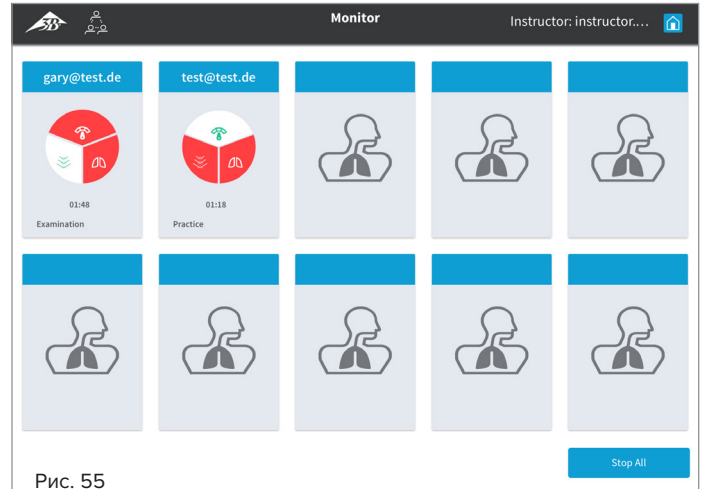 3B
Monitor
Instructor: instructor....
gary@test.de
test@test.de
01:48
01:18
Examination
Practice
Stop All
Рис. 55